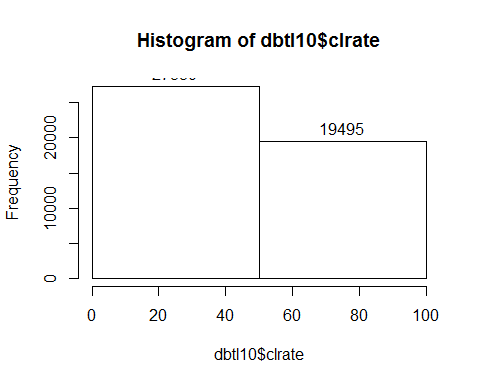 Histogram of dbtl10$clrate
19495
Frequency
0
10000
20000
0 20 40 60 80 100
dbtl10$clrate